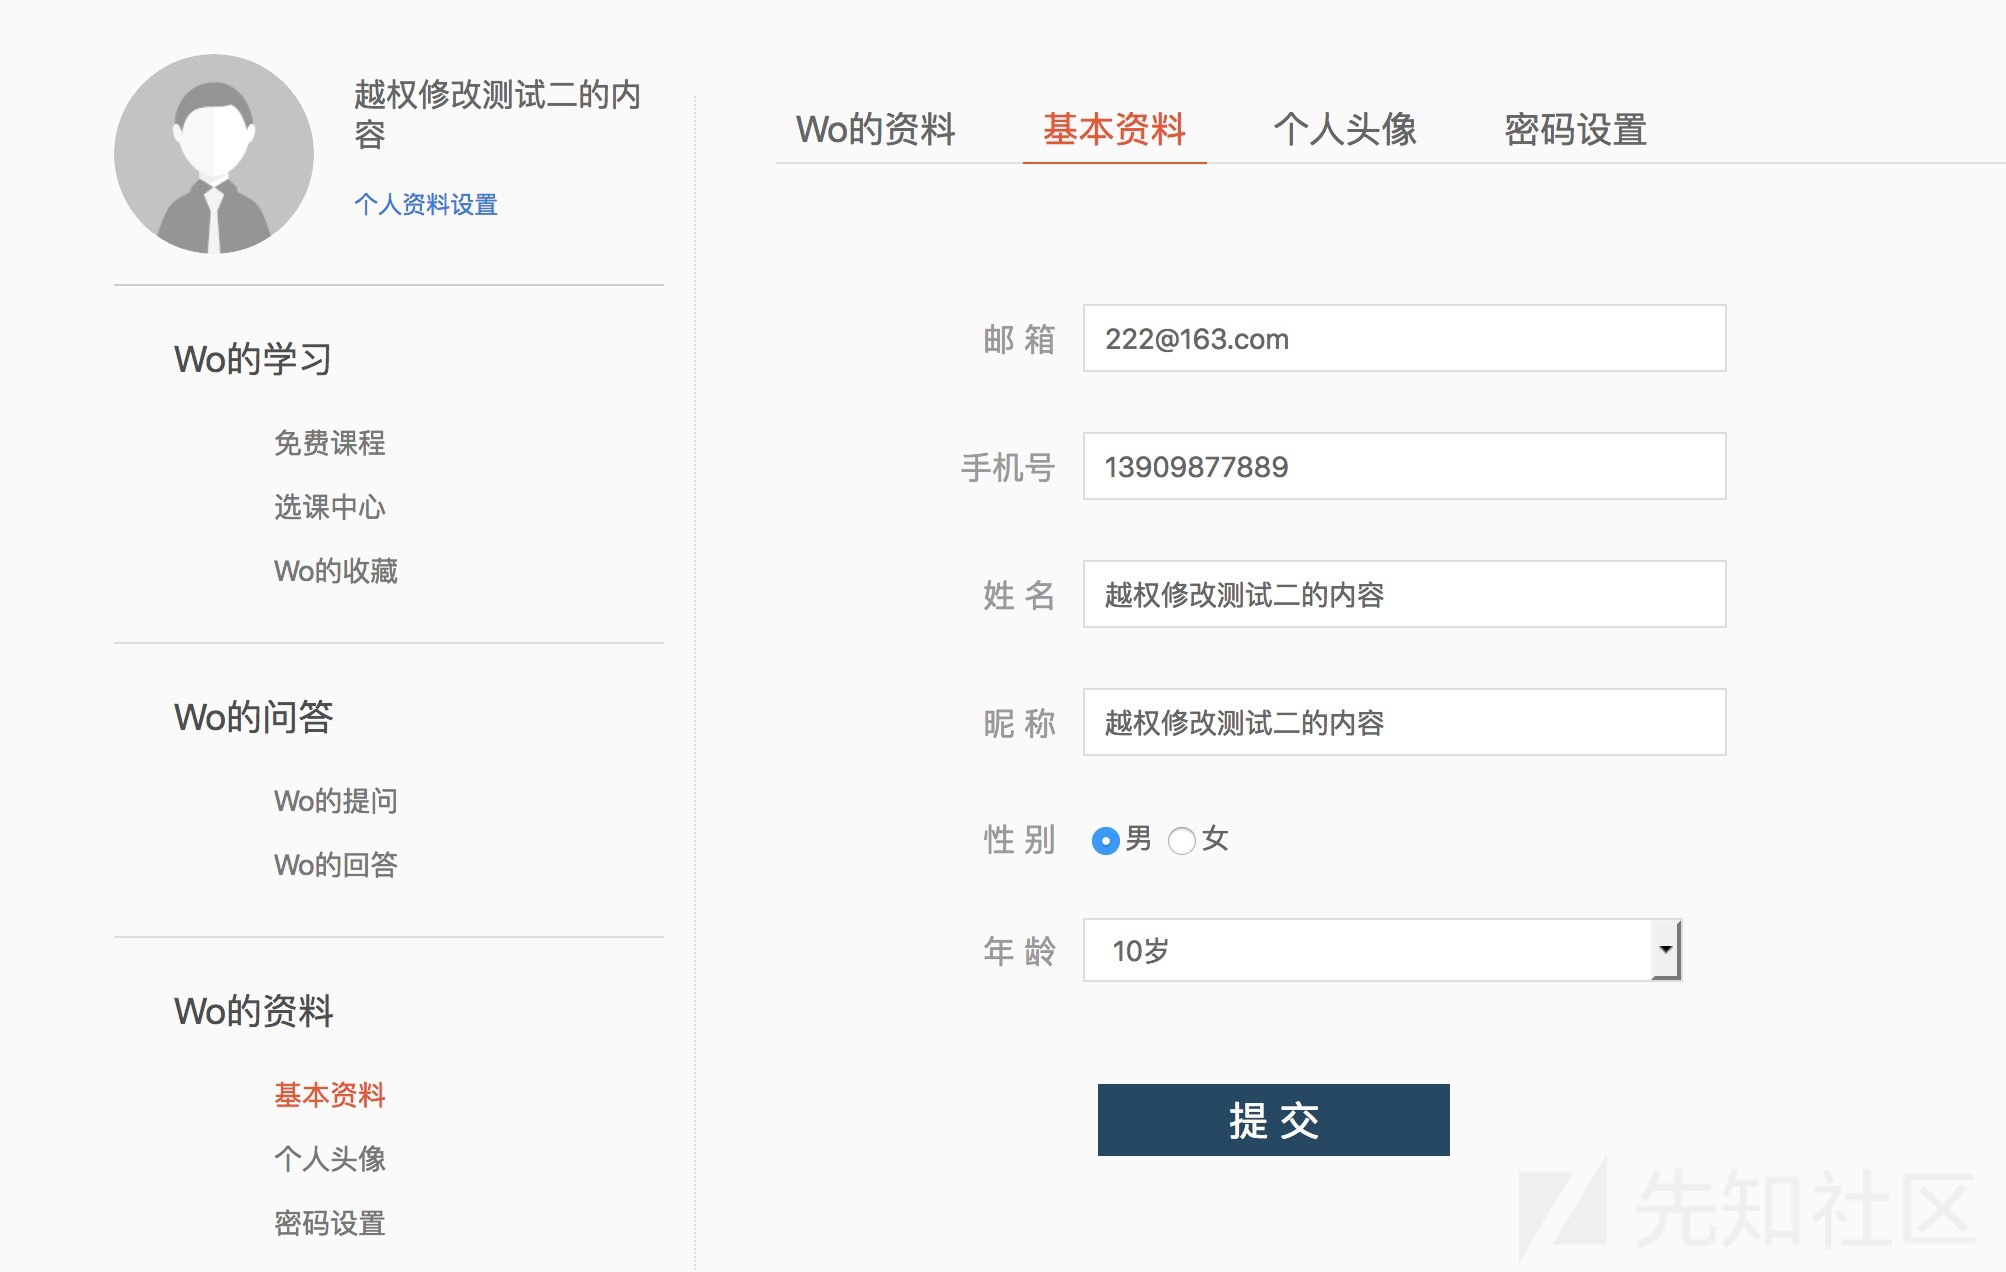 越权修改测试二的内
容
个人资料设置
Wo的学习
免费课程
选课中心
Wo的收藏
Wo的问答
Wo的提问
Wo的回答
Wo的资料
基本资料
个人头像
密码设置
Wo的资料 基本资料 个人头像 密码设置
邮 箱 222@163.com
手机号 13909877889
姓 名 越权修改测试二的内容
昵 称 越权修改测试二的内容
性 别 男 女
年 龄 10岁
提 交
先知社区